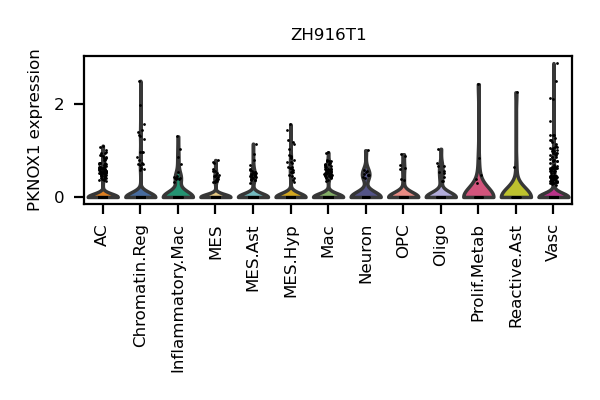 ZH916T1
PKNOX1 expression
2
0
AC
Chromatin.Reg
Inflammatory.Mac
MES
MES.Ast
MES.Hyp
Mac
Neuron
OPC
Oligo
Prolif.Metab
Reactive.Ast
Vasc